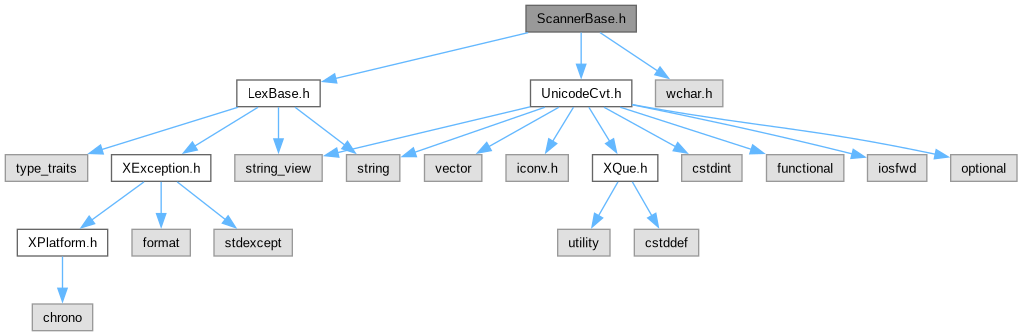 ScannerBase.h
LexBase.h
UnicodeCvt.h
wchar.h
type_traits
XException.h
string_view
string
vector
iconv.h
XQue.h
cstdint
functional
iosfwd
optional
XPlatform.h
format
stdexcept
utility
cstddef
chrono